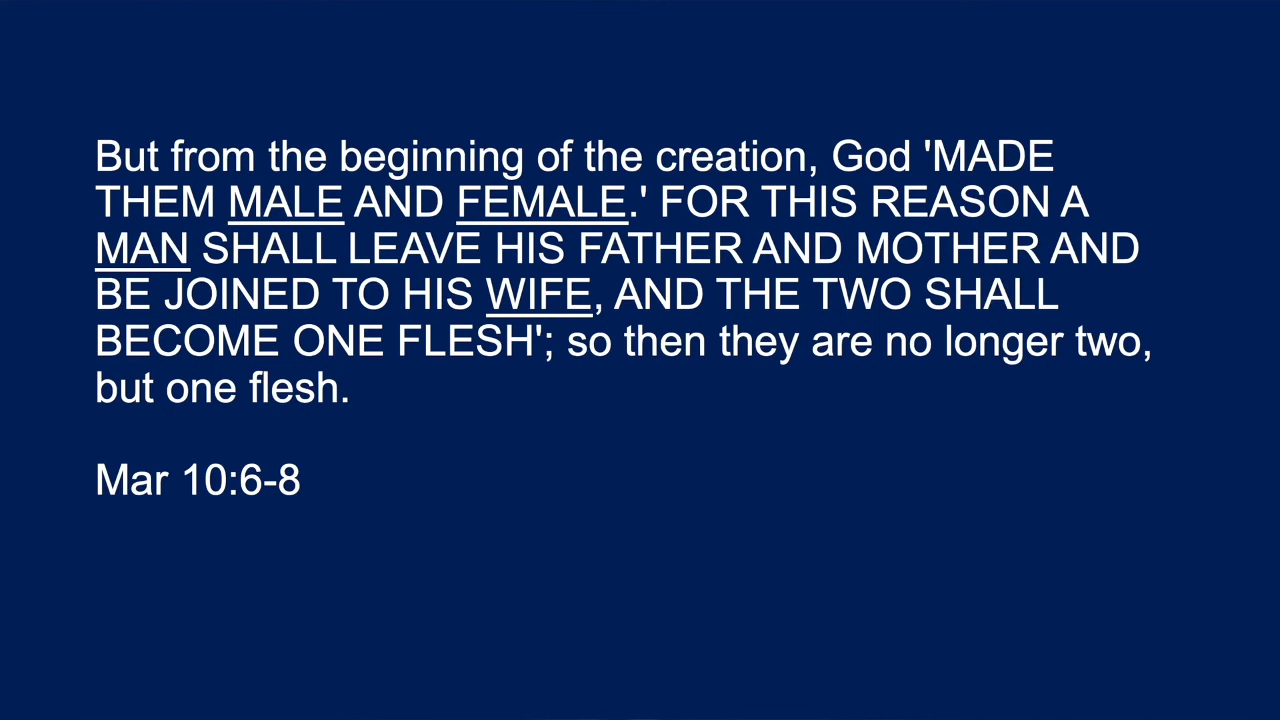 But from the beginning of the creation, God 'MADE
THEM MALE AND FEMALE.' FOR THIS REASON A
MAN SHALL LEAVE HIS FATHER AND MOTHER AND
BE JOINED TO HIS WIFE, AND THE TWO SHALL
BECOME ONE FLESH'; so then they are no longer two,
but one flesh.
Mar 10:6-8